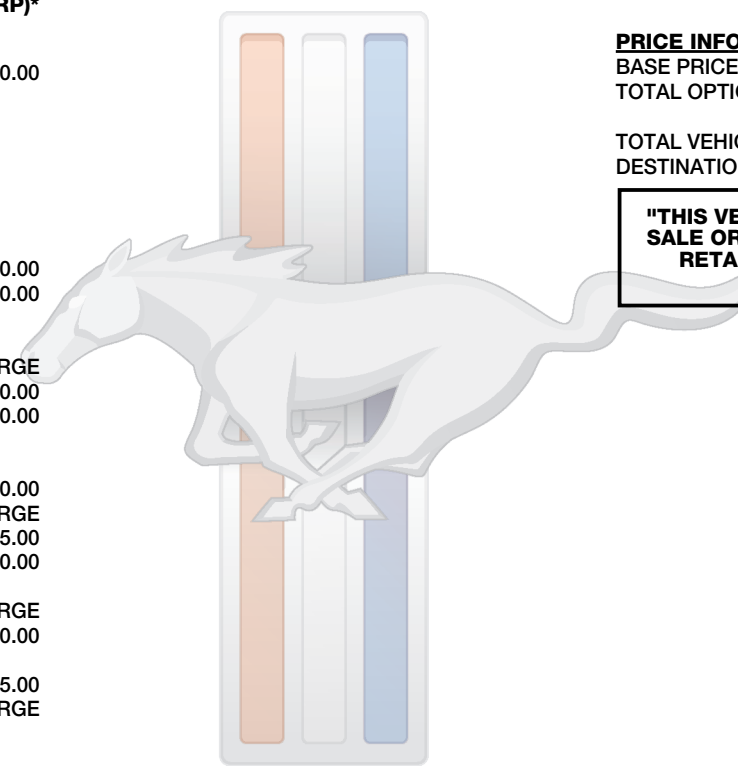 RP)*
0.00
0.00
0.00
RGE
0.00
0.00
0.00
RGE
5.00
0.00
RGE
0.00
5.00
RGE
PRICE INFO
BASE PRICE
TOTAL OPTIO
TOTAL VEHIC
DESTINATIO
"THIS VE
SALE OR
RETA